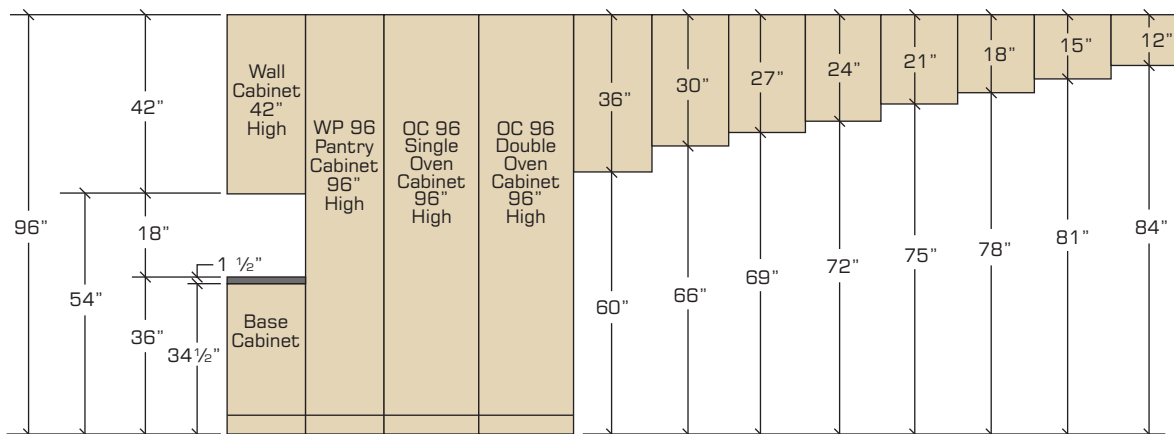 96”
42”
18”
54”
1 ½”
36”
34½”
Wall
Cabinet
42”
High
Base
Cabinet
WP 96
Pantry
Cabinet
96”
High
OC 96
Single
Oven
Cabinet
96”
High
OC 96
Double
Oven
Cabinet
96”
High
36”
30”
27”
24”
21”
18”
15”
12”
60”
66”
69”
72”
75”
78”
81”
84”